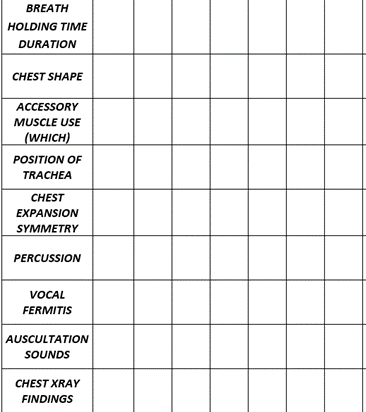 BREATH
HOLDING TIME
DURATION
CHEST SHAPE
ACCESSORY
MUSCLE USE
(WHICH)
POSITION OF
TRACHEA
CHEST
EXPANSION
SYMMETRY
PERCUSSION
VOCAL
FERMITIS
AUSCULTATION
SOUNDS
CHEST XRAY
FINDINGS